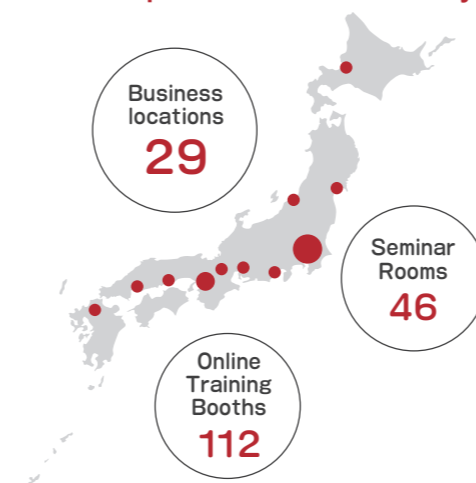 Business
locations
29
Seminar
Rooms
46
Online
Training
Booths
112